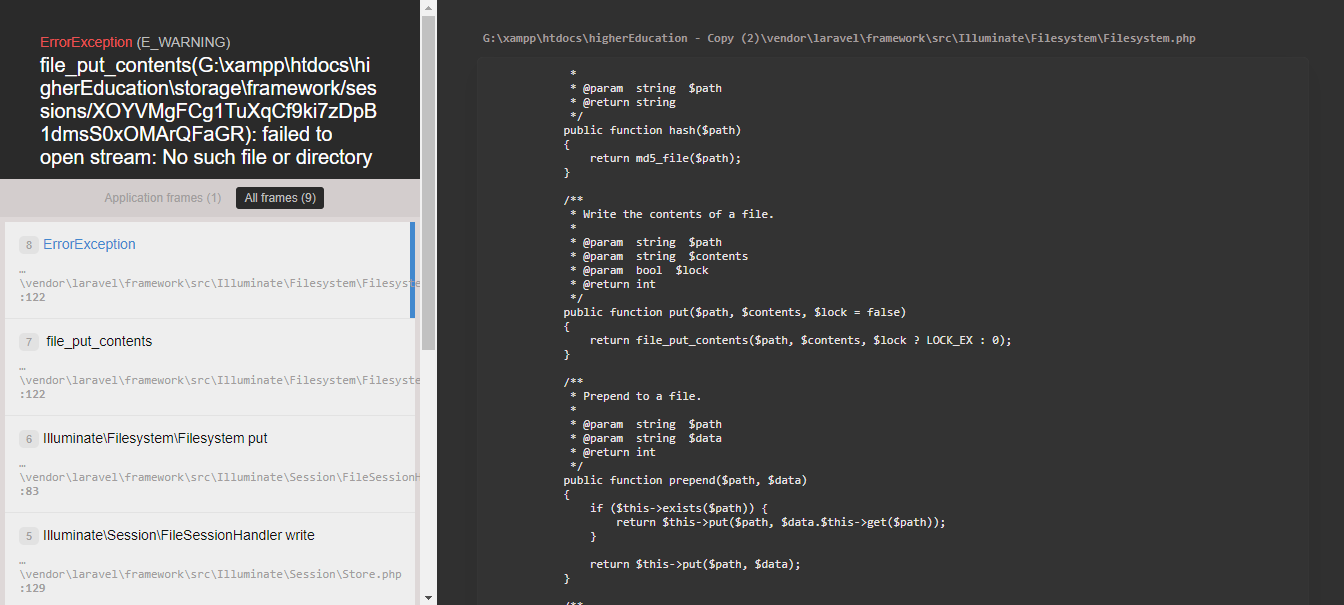 ErrorException (E_WARNING)
file_put_contents(G:\xampp\htdocs\hi
gherEducation\storage\framework/ses
sions/XOYVMgFCg1TuXqCf9ki7zDpB
1dmsS0xOMArQFaGR): failed to
open stream: No such file or directory
Application frames (1) All frames (9)
8 ErrorException
…
\vendor\laravel\framework\src\Illuminate\Filesystem\Filesyste
:122
7 file_put_contents
…
\vendor\laravel\framework\src\Illuminate\Filesystem\Filesyste
:122
6 Illuminate\Filesystem\Filesystem put
…
\vendor\laravel\framework\src\Illuminate\Session\FileSessionH
:83
5 Illuminate\Session\FileSessionHandler write
…
\vendor\laravel\framework\src\Illuminate\Session\Store.php
:129
G:\xampp\htdocs\higherEducation - Copy (2)\vendor\laravel\framework\src\Illuminate\Filesystem\Filesystem.php
*
* @param  string  $path
* @return string
*/
public function hash($path)
{
return md5_file($path);
}
/**
* Write the contents of a file.
*
* @param  string  $path
* @param  string  $contents
* @param  bool  $lock
* @return int
*/
public function put($path, $contents, $lock = false)
{
return file_put_contents($path, $contents, $lock ? LOCK_EX : 0);
}
/**
* Prepend to a file.
*
* @param  string  $path
* @param  string  $data
* @return int
*/
public function prepend($path, $data)
{
if ($this->exists($path)) {
return $this->put($path, $data.$this->get($path));
}
return $this->put($path, $data);
}
/**